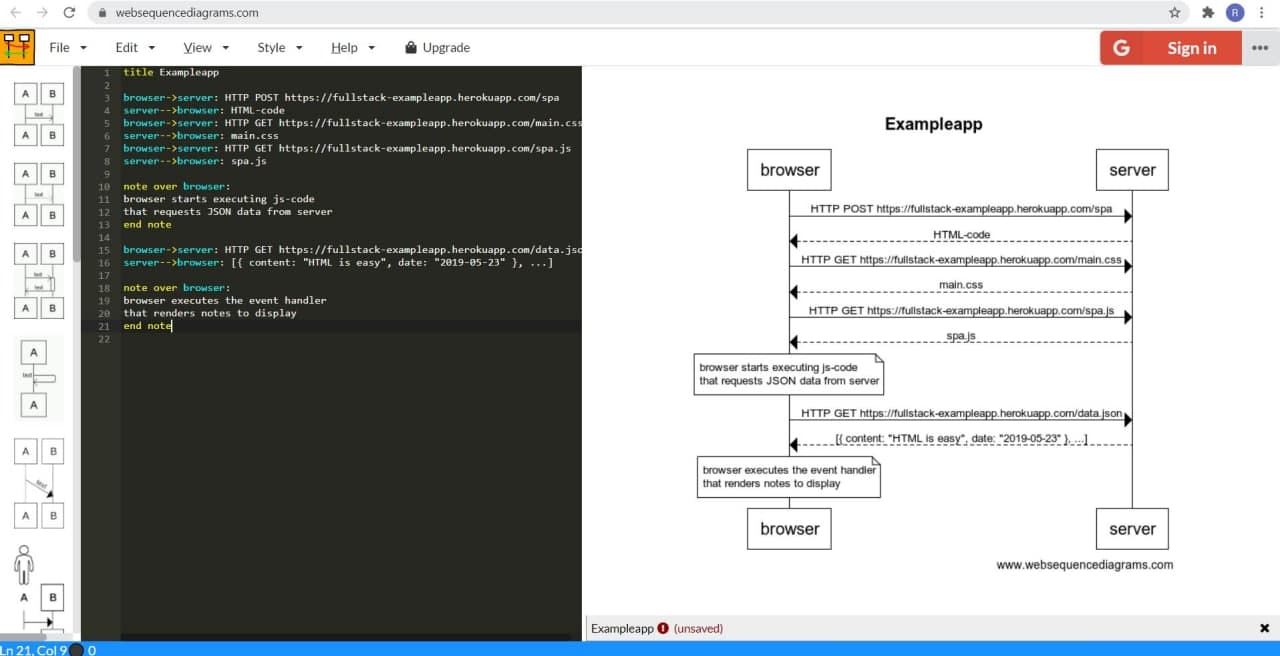 websequencediagrams.com
R
File Edit View Style Help Upgrade
G Sign in
A B
text
A B
A B
text
A B
A B
text
text
A B
A
text
A
A B
text
A B
A B
1 title Exampleapp
2
3 browser->server: HTTP POST https://fullstack-exampleapp.herokuapp.com/spa
4 server-->browser: HTML-code
5 browser->server: HTTP GET https://fullstack-exampleapp.herokuapp.com/main.css
6 server-->browser: main.css
7 browser->server: HTTP GET https://fullstack-exampleapp.herokuapp.com/spa.js
8 server-->browser: spa.js
9
10 note over browser:
11 browser starts executing js-code
12 that requests JSON data from server
13 end note
14
15 browser->server: HTTP GET https://fullstack-exampleapp.herokuapp.com/data.jso
16 server-->browser: [{ content: "HTML is easy", date: "2019-05-23" }, ...]
17
18 note over browser:
19 browser executes the event handler
20 that renders notes to display
21 end note
22
Exampleapp
browser server
HTTP POST https://fullstack-exampleapp.herokuapp.com/spa
HTML-code
HTTP GET https://fullstack-exampleapp.herokuapp.com/main.css
main.css
HTTP GET https://fullstack-exampleapp.herokuapp.com/spa.js
spa.js
browser starts executing js-code
that requests JSON data from server
HTTP GET https://fullstack-exampleapp.herokuapp.com/data.json
[{ content: "HTML is easy", date: "2019-05-23" }, ...]
browser executes the event handler
that renders notes to display
browser server
www.websequencediagrams.com
Exampleapp ! (unsaved)
Ln 21, Col 9 0